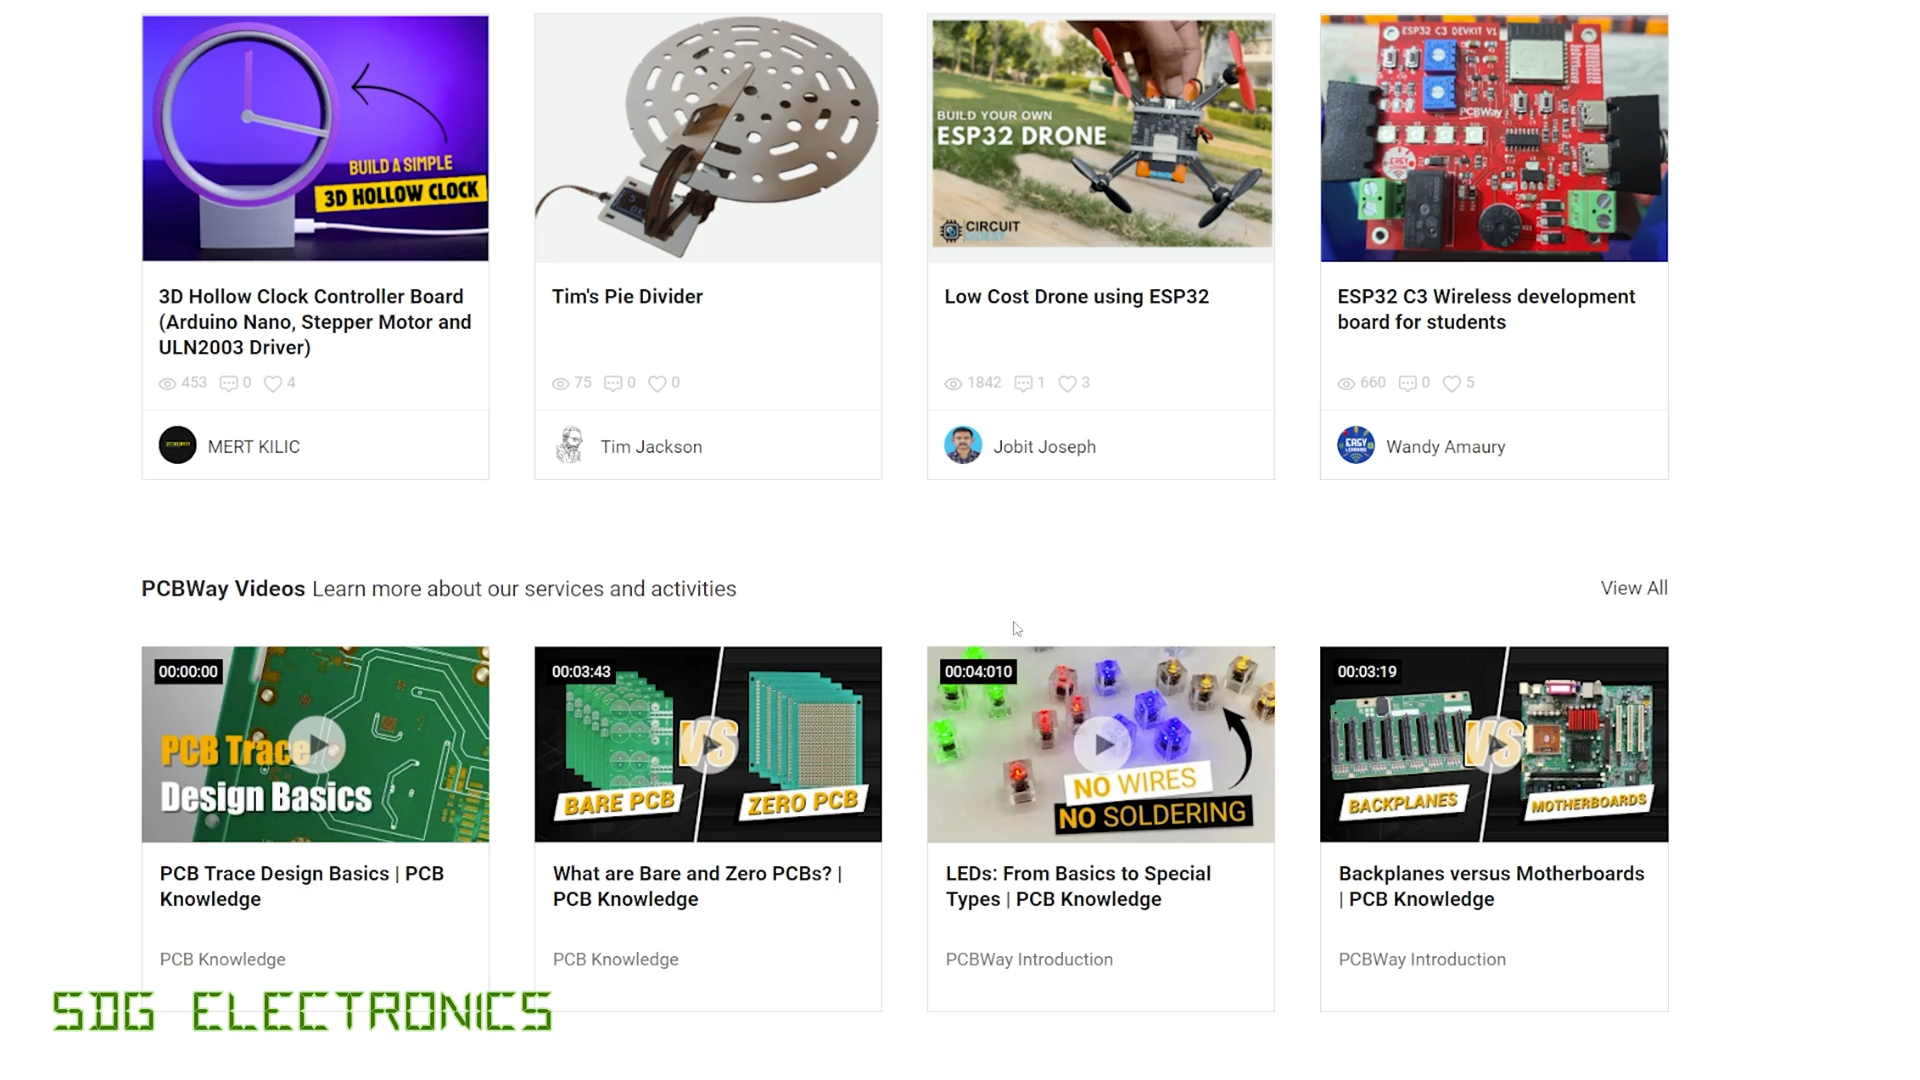 BUILD A SIMPLE
3D HOLLOW CLOCK
BUILD YOUR OWN
ESP32 DRONE
CIRCUIT
ESP32 C3 DEVKIT V1
PCBWay
3D Hollow Clock Controller Board
(Arduino Nano, Stepper Motor and
ULN2003 Driver)
453 0 4
MERT KILIC
Tim's Pie Divider
75 0 0
Tim Jackson
Low Cost Drone using ESP32
1842 1 3
Jobit Joseph
ESP32 C3 Wireless development
board for students
660 0 5
EASY
Wandy Amaury
PCBWay Videos Learn more about our services and activities
View All
00:00:00
PCB Trace
Design Basics
PCB Trace Design Basics | PCB
Knowledge
PCB Knowledge
00:03:43
VS
BARE PCB
ZERO PCB
What are Bare and Zero PCBs? |
PCB Knowledge
PCB Knowledge
00:04:010
NO WIRES
NO SOLDERING
LEDs: From Basics to Special
Types | PCB Knowledge
PCBWay Introduction
00:03:19
VS
BACKPLANES
MOTHERBOARDS
Backplanes versus Motherboards
| PCB Knowledge
PCBWay Introduction
SDG ELECTRONICS